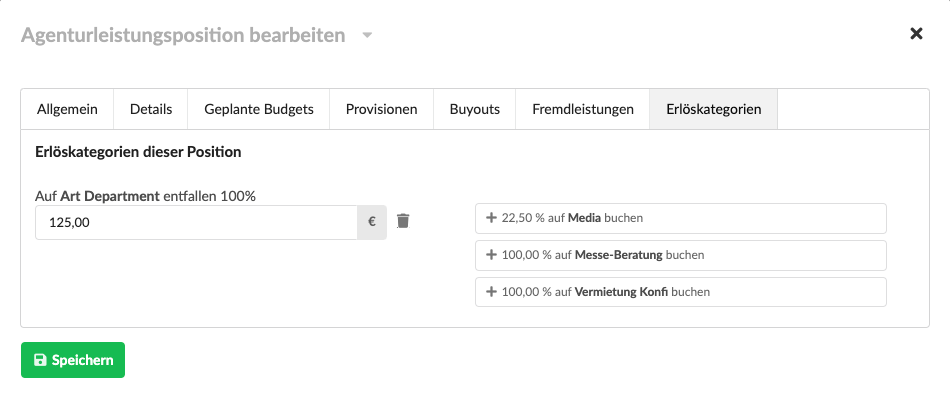 Agenturleistungsposition bearbeiten
Allgemein Details Geplante Budgets Provisionen Buyouts Fremdleistungen Erlöskategorien
Erlöskategorien dieser Position
Auf Art Department entfallen 100%
125,00 €
22,50 % auf Media buchen
100,00 % auf Messe-Beratung buchen
100,00 % auf Vermietung Konfi buchen
Speichern